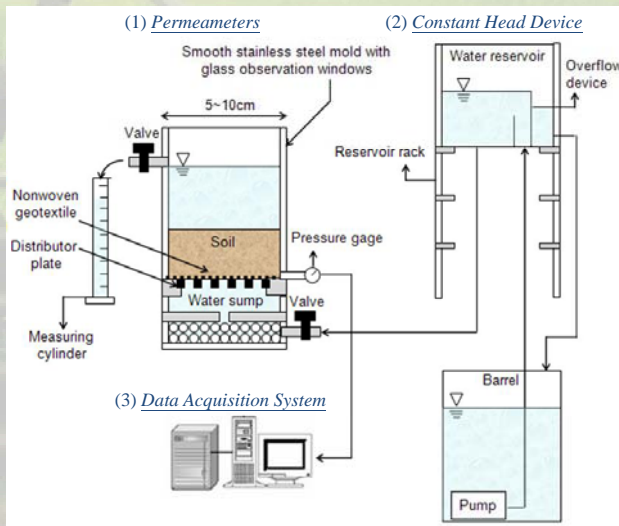 (1) Permeameters
(2) Constant Head Device
Smooth stainless steel mold with
glass observation windows
5~10cm
Valve
Nonwoven
geotextile
Distributor
plate
Measuring
cylinder
Soil
Water sump
Pressure gage
Valve
Water reservoir
Overflow
device
Reservoir rack
Barrel
Pump
(3) Data Acquisition System